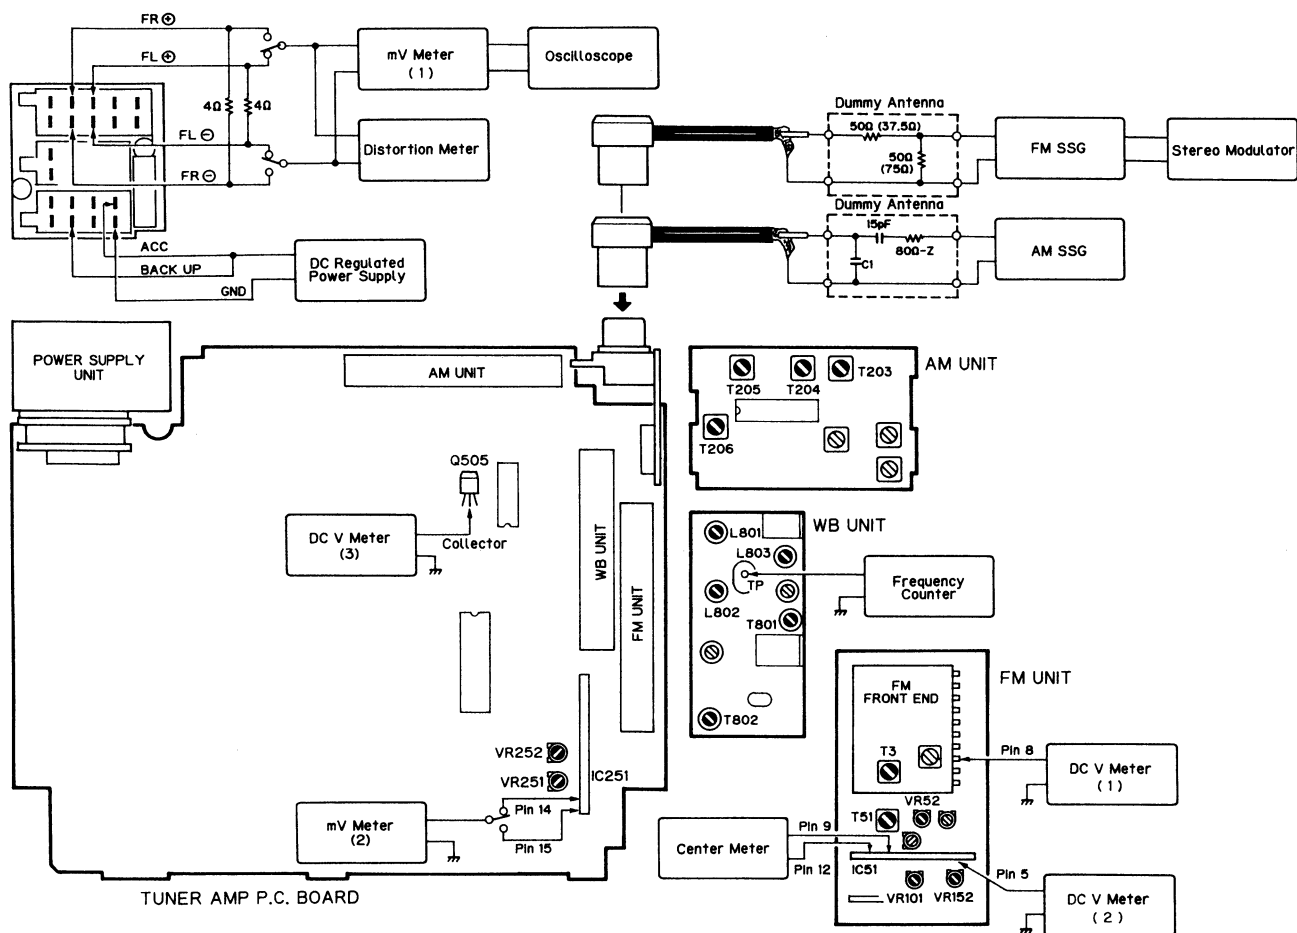 FR ⊕
FL ⊕
4Ω
4Ω
FL ⊖
FR ⊖
mV Meter
(1)
Oscilloscope
Distortion Meter
ACC
BACK UP
GND
DC Regulated
Power Supply
Dummy Antenna
50Ω (37.5Ω)
50Ω
(75Ω)
FM SSG
Stereo Modulator
Dummy Antenna
15pF
80Ω-Z
C1
AM SSG
POWER SUPPLY
UNIT
AM UNIT
Q505
DC V Meter
(3)
Collector
WB UNIT
FM UNIT
VR252
VR251
IC251
Pin 14
Pin 15
mV Meter
(2)
TUNER AMP P.C. BOARD
AM UNIT
T205
T204
T203
T206
WB UNIT
L801
L803
TP
L802
T801
T802
Frequency
Counter
FM UNIT
FM
FRONT END
T3
Pin 8
DC V Meter
(1)
VR52
T51
Pin 9
Center Meter
Pin 12
IC51
Pin 5
VR101
VR152
DC V Meter
(2)